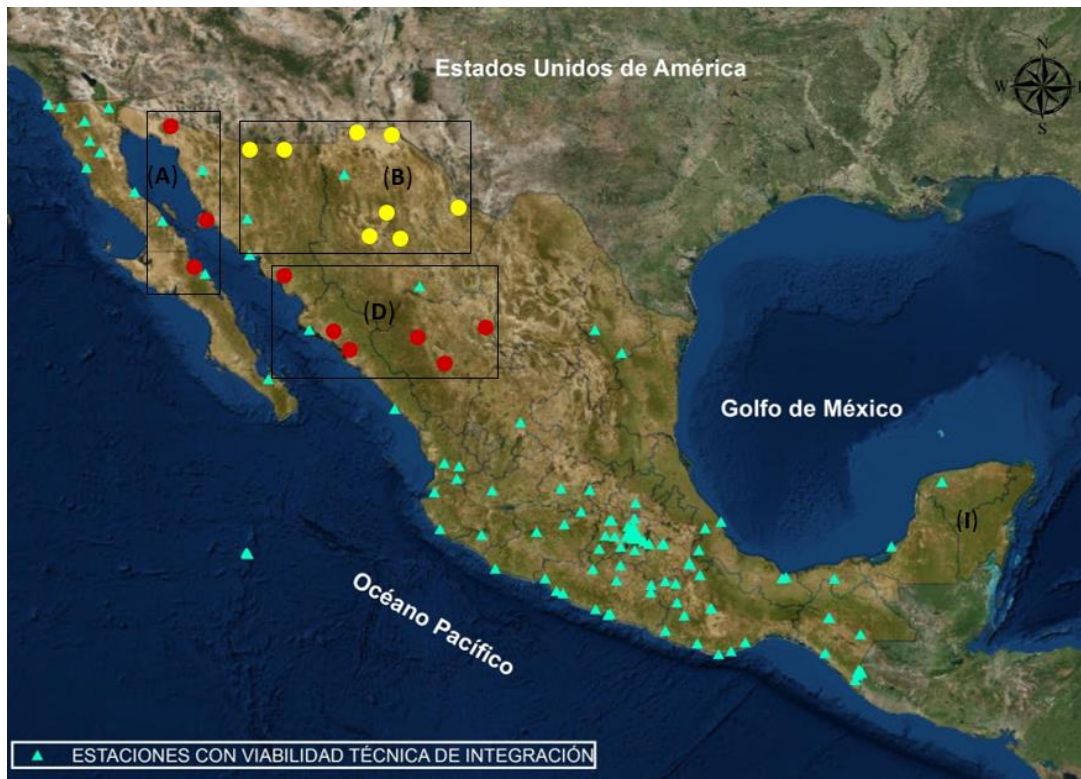 Estados Unidos de América
N
W
E
S
(A)
(B)
(D)
Golfo de México
(I)
Océano Pacífico
ESTACIONES CON VIABILIDAD TÉCNICA DE INTEGRACIÓN